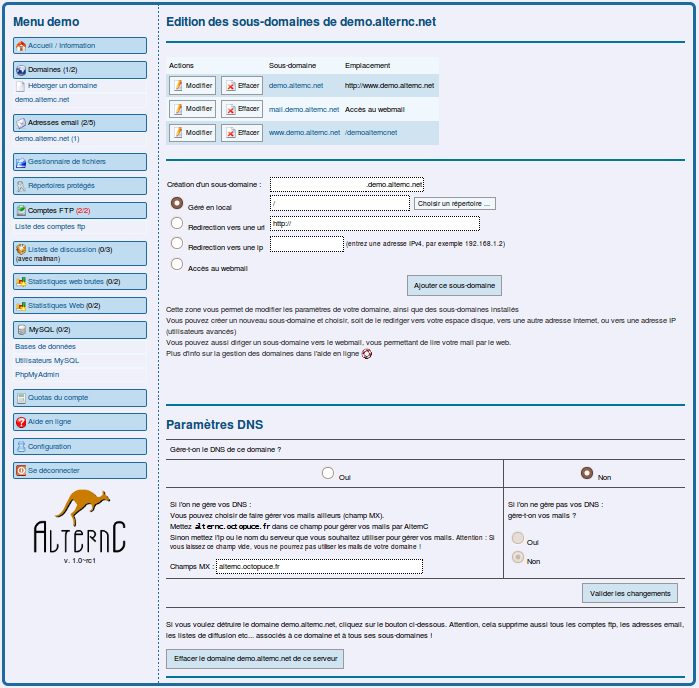 Menu demo
Accueil / Information
Domaines (1/2)
Héberger un domaine
demo.alternc.net
Adresses email (2/5)
demo.alternc.net (1)
Gestionnaire de fichiers
Répertoires protégés
Comptes FTP (2/2)
Liste des comptes ftp
Listes de discussion (0/3)
(avec mailman)
Statistiques web brutes (0/2)
Statistiques Web (0/2)
MySQL (0/2)
Bases de données
Utilisateurs MySQL
PhpMyAdmin
Quotas du compte
Aide en ligne
Configuration
Se déconnecter
ALTERNC
v. 1.0~rc1
Edition des sous-domaines de demo.alternc.net
Actions Sous-domaine Emplacement
Modifier Effacer demo.alternc.net http://www.demo.alternc.net
Modifier Effacer mail.demo.alternc.net Accès au webmail
Modifier Effacer www.demo.alternc.net /demoalterncnet
Création d'un sous-domaine : .demo.alternc.net
Géré en local / Choisir un répertoire ...
Redirection vers une url http://
Redirection vers une ip (entrez une adresse IPv4, par exemple 192.168.1.2)
Accès au webmail
Ajouter ce sous-domaine
Cette zone vous permet de modifier les paramètres de votre domaine, ainsi que des sous-domaines installés
Vous pouvez créer un nouveau sous-domaine et choisir, soit de le rediriger vers votre espace disque, vers une autre adresse Internet, ou vers une adresse IP
(utilisateurs avancés)
Vous pouvez aussi diriger un sous-domaine vers le webmail, vous permettant de lire votre mail par le web.
Plus d'info sur la gestion des domaines dans l'aide en ligne
Paramètres DNS
Gère-t-on le DNS de ce domaine ?
Oui Non
Si l'on ne gère vos DNS :
Vous pouvez choisir de faire gérer vos mails ailleurs (champ MX).
Mettez alternc.octopuce.fr dans ce champ pour gérer vos mails par AlternC
Sinon mettez l'ip ou le nom du serveur que vous souhaitez utiliser pour gérer vos mails. Attention : Si
vous laissez ce champ vide, vous ne pourrez pas utiliser les mails de votre domaine !
Champs MX : alternc.octopuce.fr
Si l'on ne gère pas vos DNS :
gère-t-on vos mails ?
Oui
Non
Valider les changements
Si vous voulez détruire le domaine demo.alternc.net, cliquez sur le bouton ci-dessous. Attention, cela supprime aussi tous les comptes ftp, les adresses email,
les listes de diffusion etc... associés à ce domaine et à tous ses sous-domaines !
Effacer le domaine demo.alternc.net de ce serveur